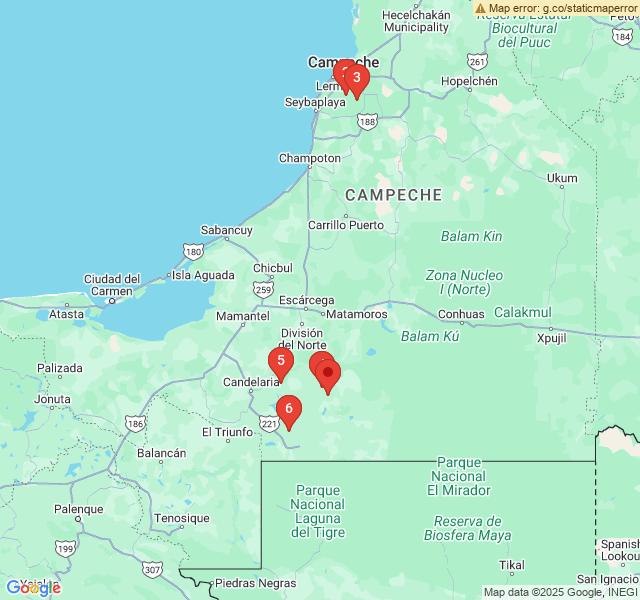 Hecelchakán
Municipality
Map error: g.co/staticmaperror
Reserva Estatal
Biocultural
del Puuc
184
Campeche
261
Lerm
3
Hopelchén
Seybaplaya
188
Champoton
Ukum
CAMPECHE
Carrillo Puerto
Sabancuy
Balam Kin
180
Isla Aguada
Chicbul
Zona Nucleo
I (Norte)
Ciudad del
Carmen
259
Atasta
Escárcega
Matamoros
Calakmul
Mamantel
Conhuas
División
del Norte
Balam Kú
Xpujil
5
Palizada
Candelaria
Jonuta
6
186
221
El Triunfo
Balancán
Parque
Nacional
El Mirador
Parque
Nacional
Laguna
del Tigre
Palenque
Tenosique
Reserva de
Biosfera Maya
199
Spanish
Lookou
307
Tikal
San Ignacio
Yajalón
Piedras Negras
Google
Map data ©2025 Google, INEGI